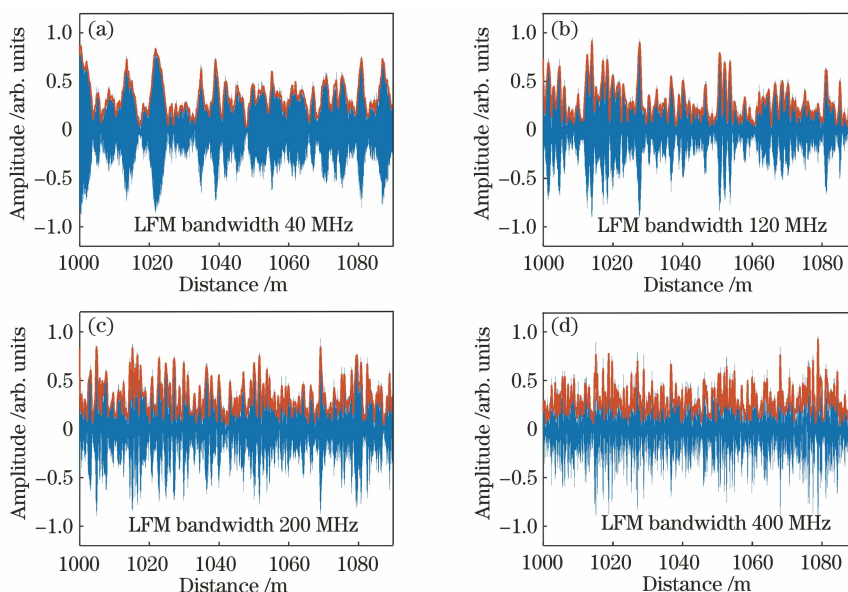 (a)
Amplitude /arb. units
1.0
0.5
0
−0.5
−1.0
LFM bandwidth 40 MHz
1000 1020 1040 1060 1080
Distance /m
(b)
Amplitude /arb. units
1.0
0.5
0
−0.5
−1.0
LFM bandwidth 120 MHz
1000 1020 1040 1060 1080
Distance /m
(c)
Amplitude /arb. units
1.0
0.5
0
−0.5
−1.0
LFM bandwidth 200 MHz
1000 1020 1040 1060 1080
Distance /m
(d)
Amplitude /arb. units
1.0
0.5
0
−0.5
−1.0
LFM bandwidth 400 MHz
1000 1020 1040 1060 1080
Distance /m